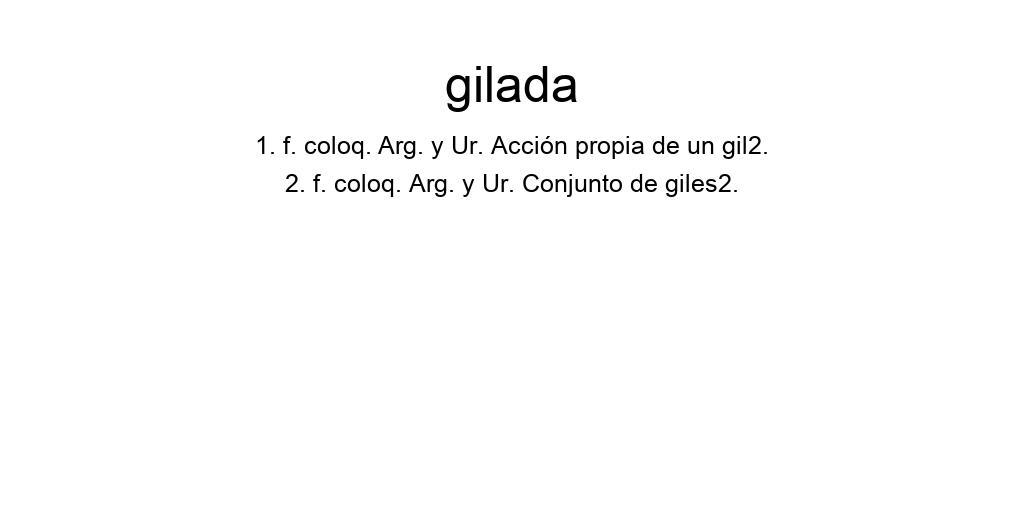 gilada
1. f. coloq. Arg. y Ur. Acción propia de un gil2.
2. f. coloq. Arg. y Ur. Conjunto de giles2.